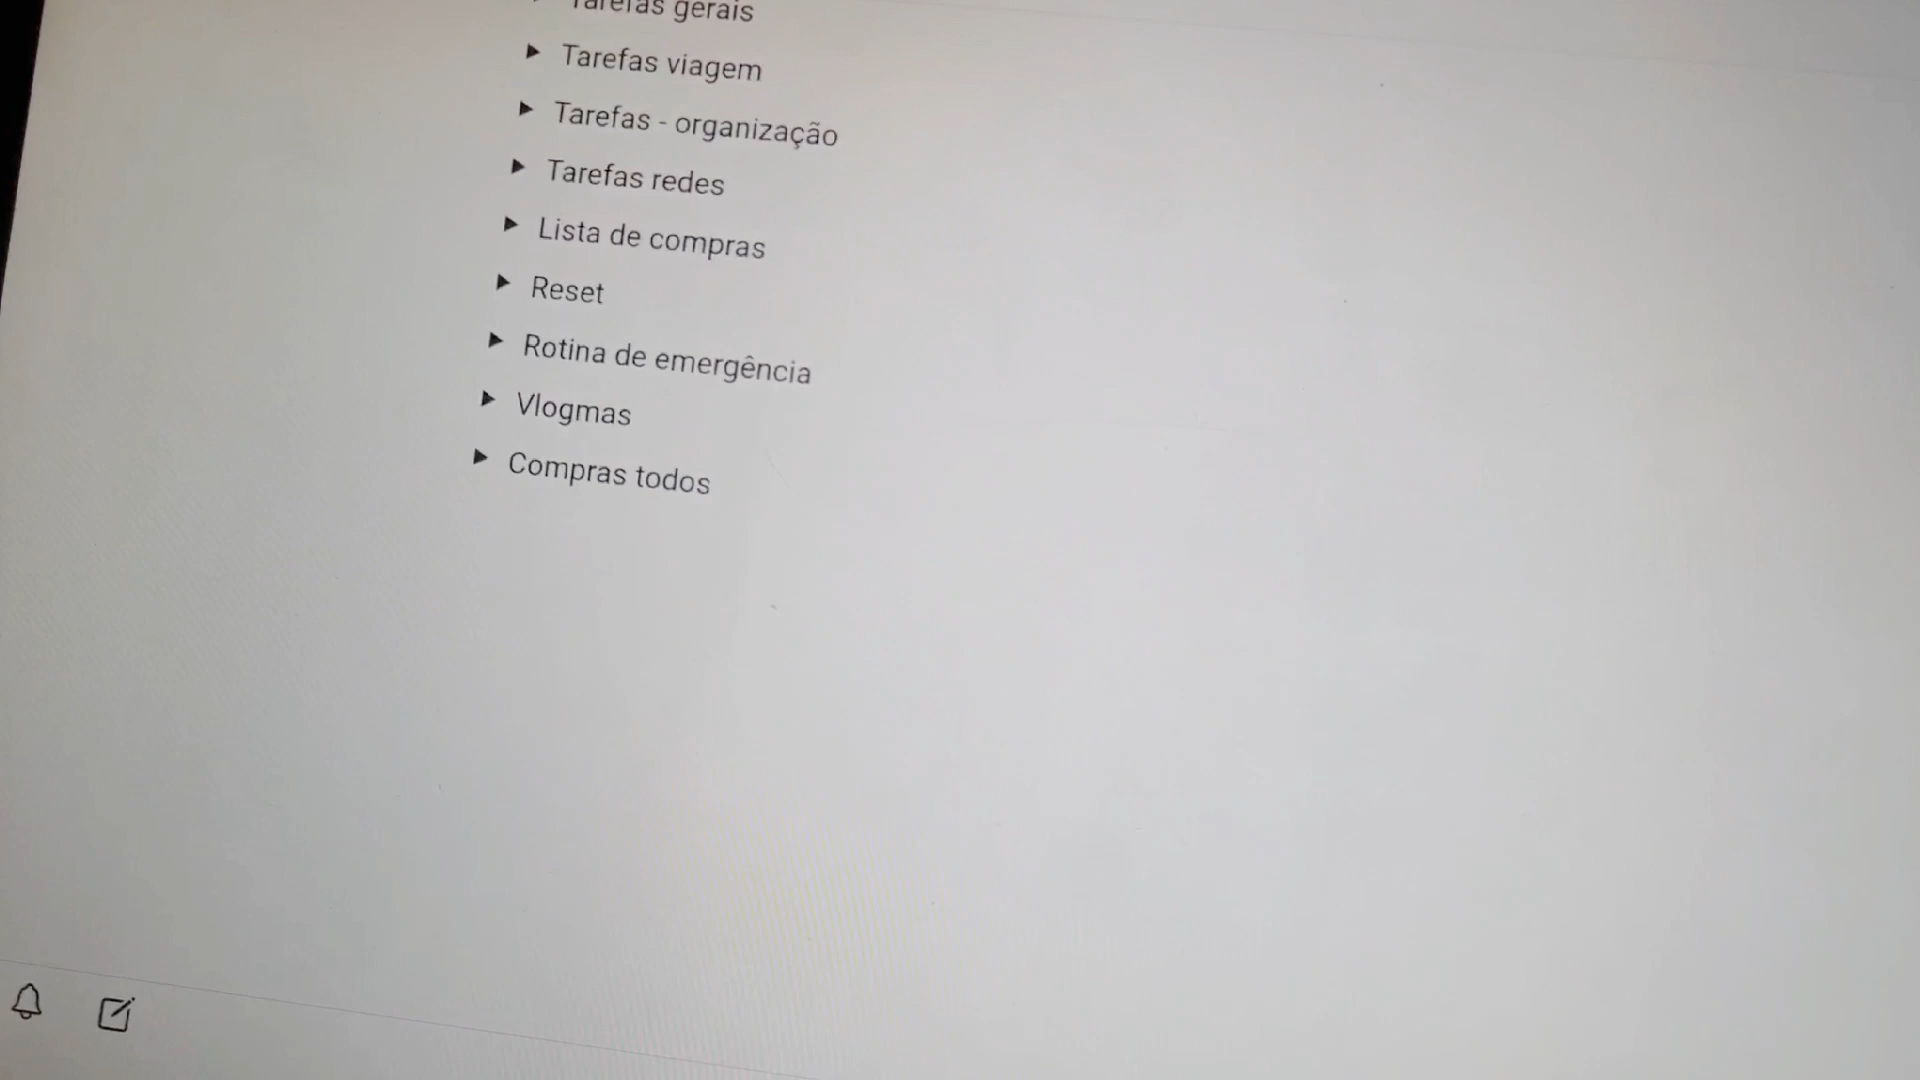 Tarefas gerais
Tarefas viagem
Tarefas - organização
Tarefas redes
Lista de compras
Reset
Rotina de emergência
Vlogmas
Compras todos